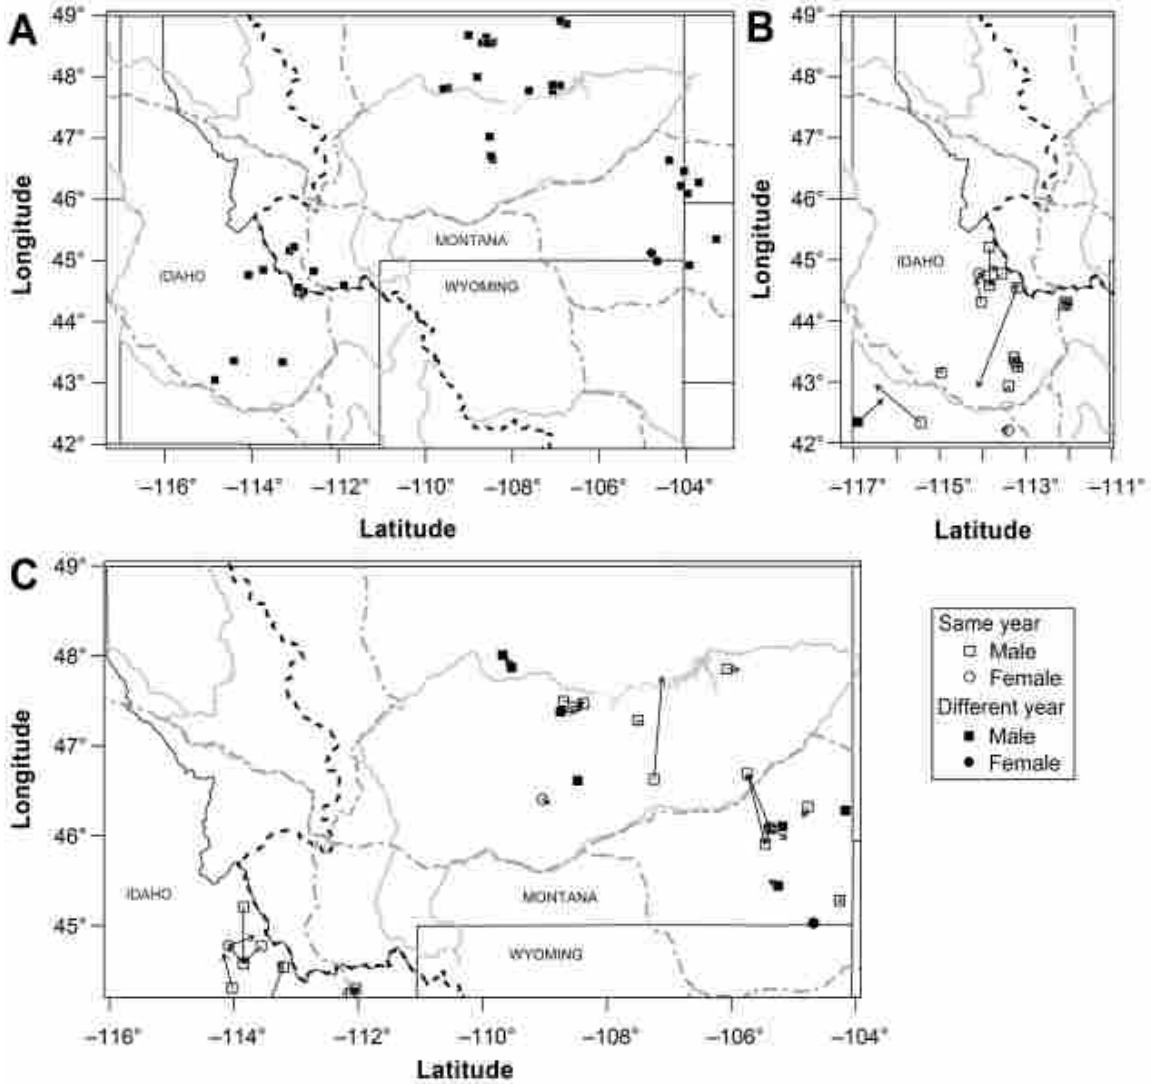 A
49°
48°
47°
46°
45°
44°
43°
42°
Longitude
IDAHO
MONTANA
WYOMING
–116° –114° –112° –110° –108° –106° –104°
Latitude
B
49°
48°
47°
46°
45°
44°
43°
42°
Longitude
IDAHO
–117° –115° –113° –111°
Latitude
C
49°
48°
47°
46°
45°
Longitude
IDAHO
MONTANA
WYOMING
–116° –114° –112° –110° –108° –106° –104°
Latitude
Same year
Male
Female
Different year
Male
Female